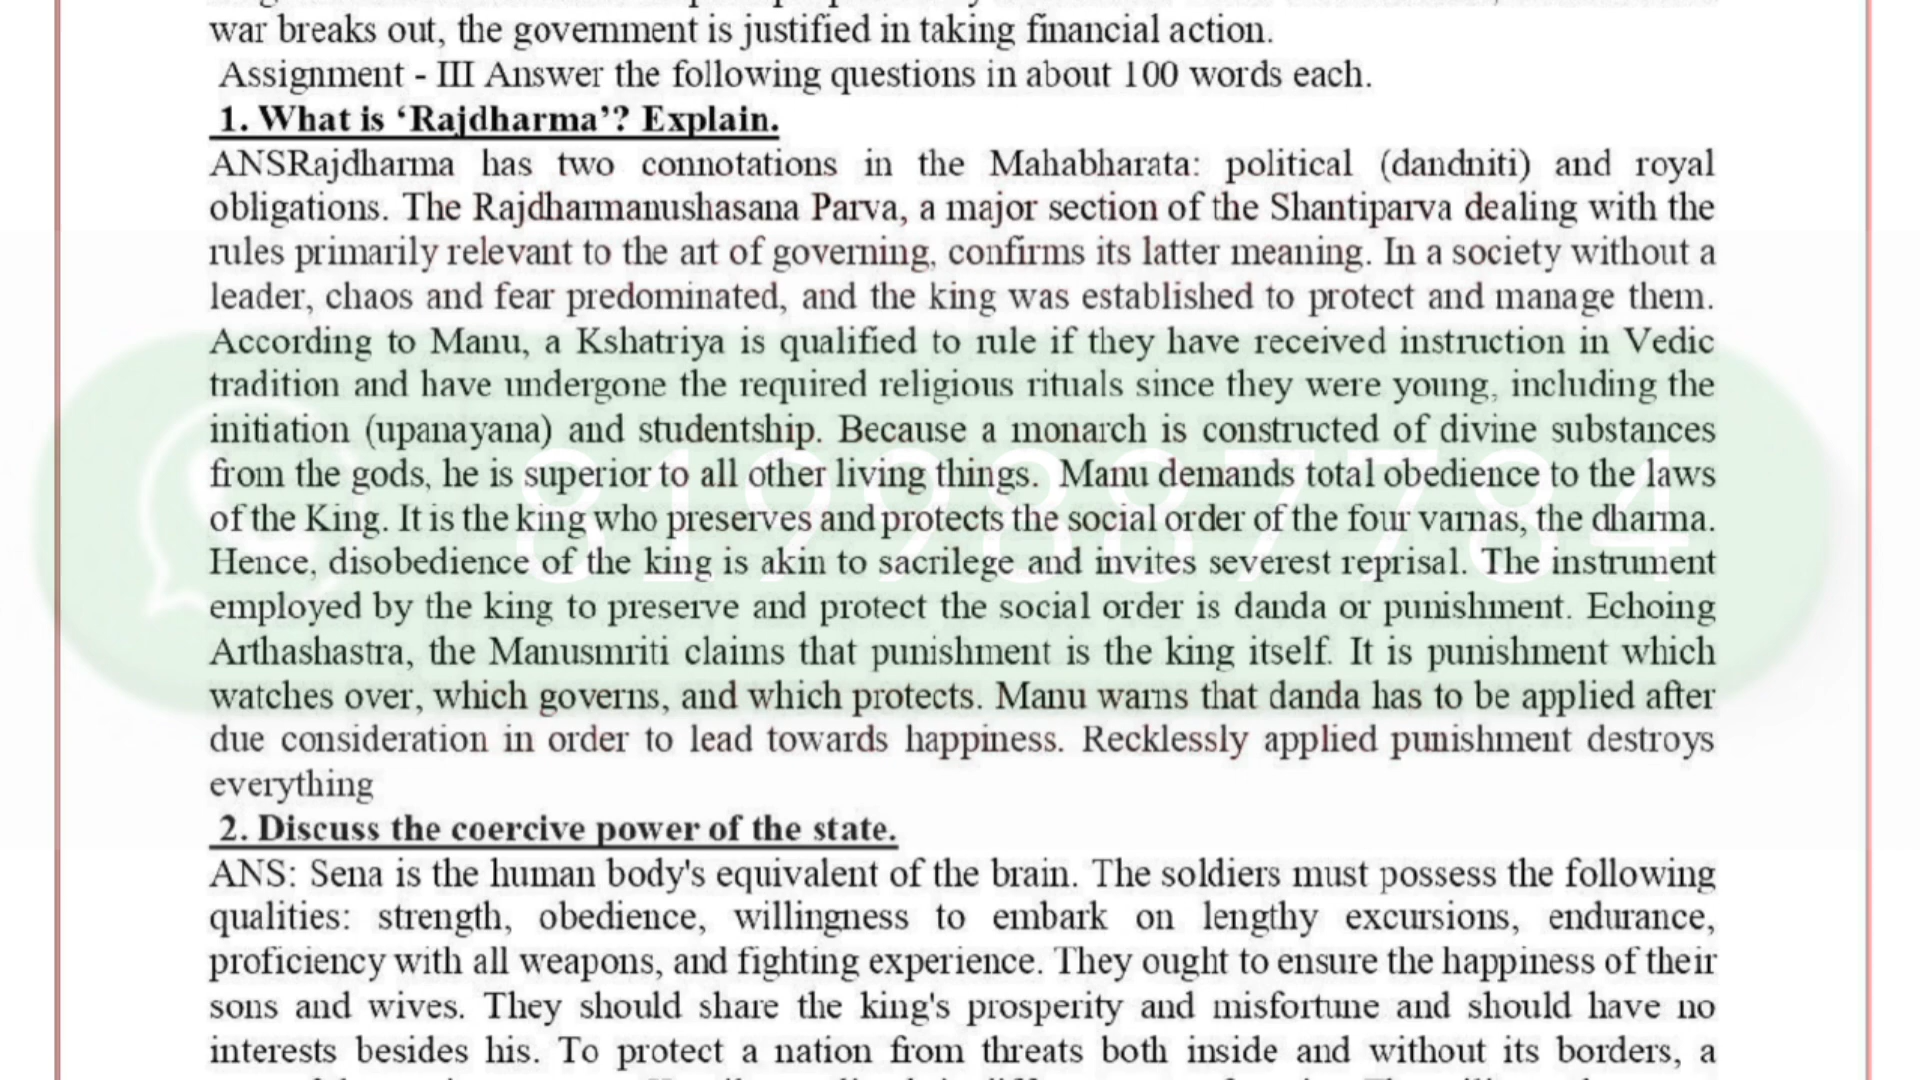 war breaks out, the government is justified in taking financial action.
Assignment - III Answer the following questions in about 100 words each.
1. What is ‘Rajdharma’? Explain.
ANSRajdharma has two connotations in the Mahabharata: political (dandniti) and royal
obligations. The Rajdharmanushasana Parva, a major section of the Shantiparva dealing with the
rules primarily relevant to the art of governing, confirms its latter meaning. In a society without a
leader, chaos and fear predominated, and the king was established to protect and manage them.
According to Manu, a Kshatriya is qualified to rule if they have received instruction in Vedic
tradition and have undergone the required religious rituals since they were young, including the
initiation (upanayana) and studentship. Because a monarch is constructed of divine substances
from the gods, he is superior to all other living things. Manu demands total obedience to the laws
of the King. It is the king who preserves and protects the social order of the four varnas, the dharma.
Hence, disobedience of the king is akin to sacrilege and invites severest reprisal. The instrument
employed by the king to preserve and protect the social order is danda or punishment. Echoing
Arthashastra, the Manusmriti claims that punishment is the king itself. It is punishment which
watches over, which governs, and which protects. Manu warns that danda has to be applied after
due consideration in order to lead towards happiness. Recklessly applied punishment destroys
everything
2. Discuss the coercive power of the state.
ANS: Sena is the human body's equivalent of the brain. The soldiers must possess the following
qualities: strength, obedience, willingness to embark on lengthy excursions, endurance,
proficiency with all weapons, and fighting experience. They ought to ensure the happiness of their
sons and wives. They should share the king's prosperity and misfortune and should have no
interests besides his. To protect a nation from threats both inside and without its borders, a